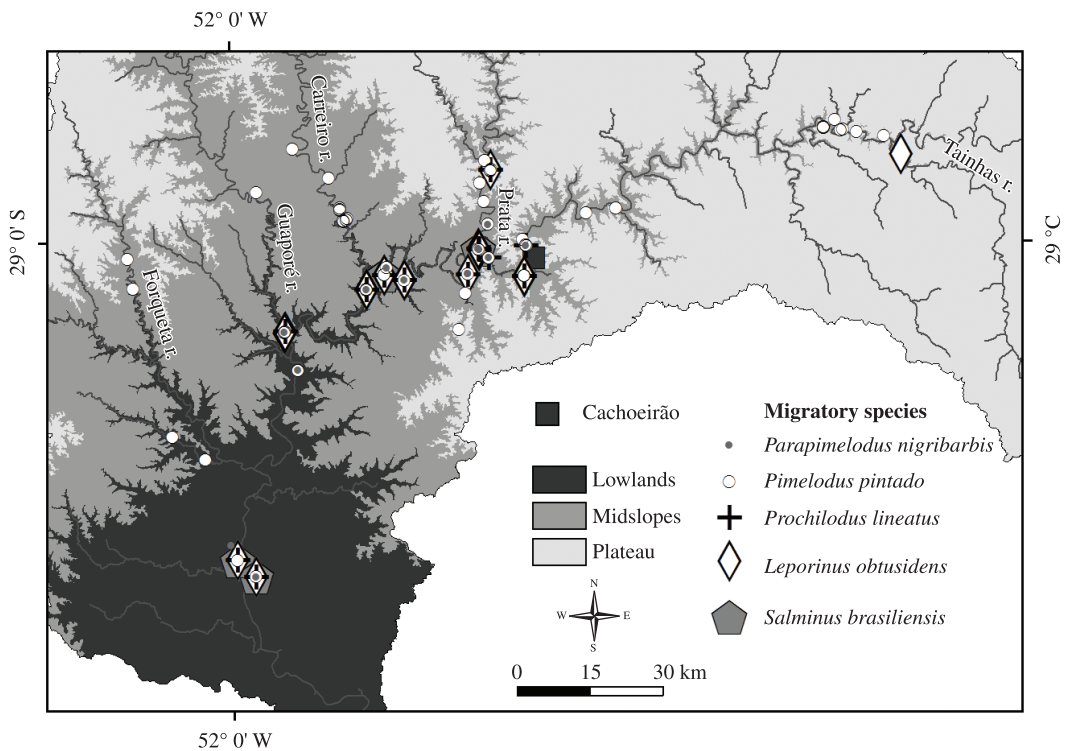 52° 0' W
Carreiro r.
Tainhas r.
Prata r.
Guaporé r.
Forqueta r.
29° 0' S
29 °C
Cachoeirão
Lowlands
Midslopes
Plateau
Migratory species
Parapimelodus nigribarbis
Pimelodus pintado
Prochilodus lineatus
Leporinus obtusidens
Salminus brasiliensis
N
W E
S
0 15 30 km
52° 0' W